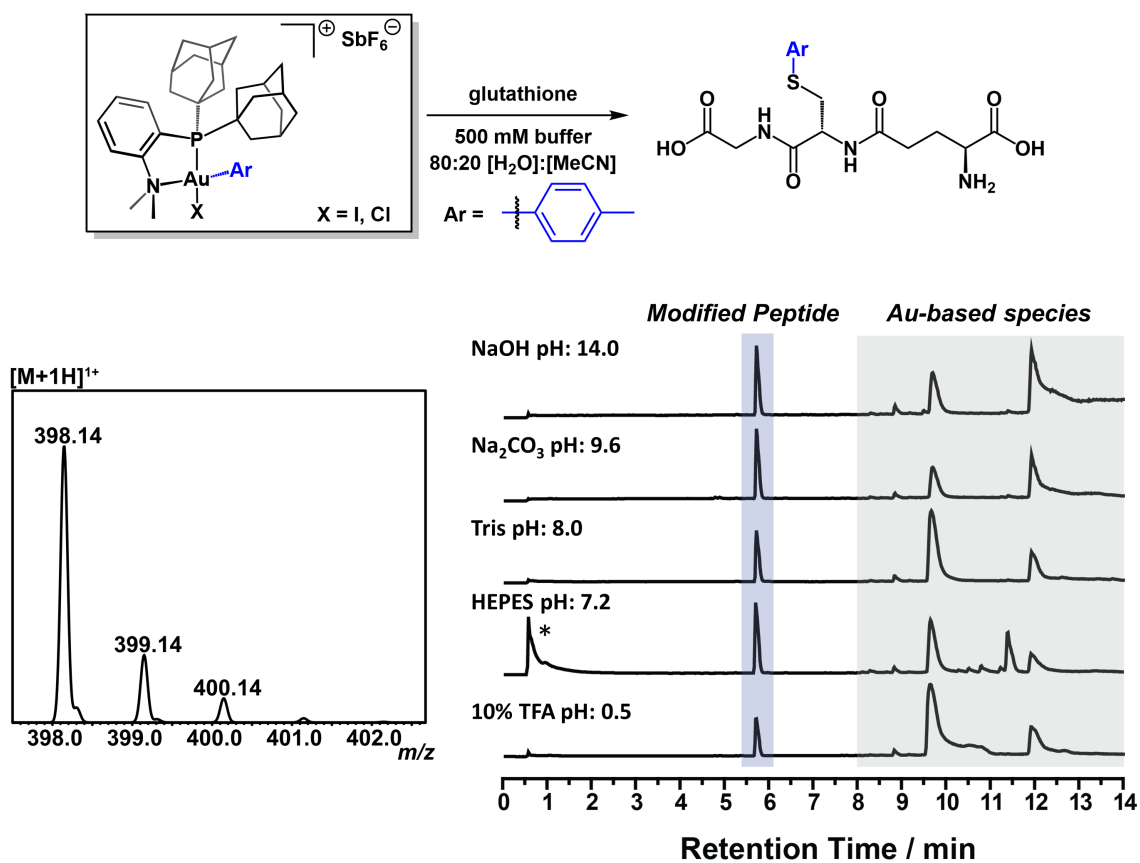 ⊕ SbF6⊖
P
Au
Ar
N
X
X = I, Cl
glutathione
500 mM buffer
80:20 [H2O]:[MeCN]
Ar =
Ar
S
O
H
N
O
O
HO
O
N
H
OH
NH2
Modified Peptide
Au-based species
[M+1H]1+
398.14
399.14
400.14
398.0 399.0 400.0 401.0 402.0
m/z
NaOH pH: 14.0
Na2CO3 pH: 9.6
Tris pH: 8.0
HEPES pH: 7.2
*
10% TFA pH: 0.5
0 1 2 3 4 5 6 7 8 9 10 11 12 13 14
Retention Time / min